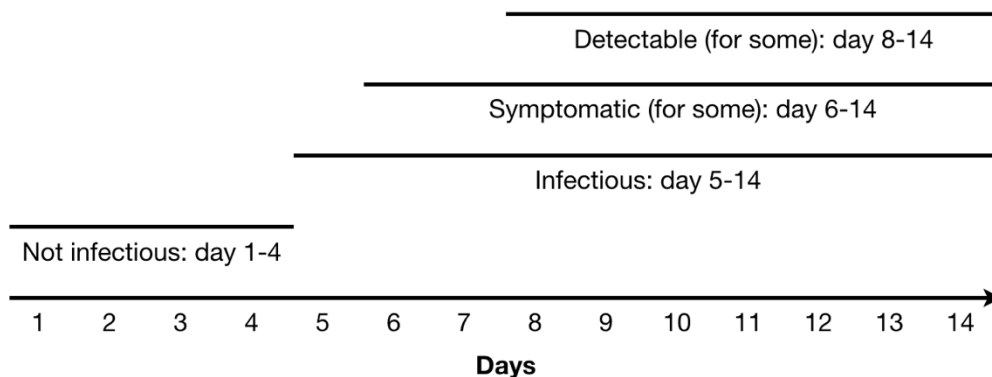 Detectable (for some): day 8-14
Symptomatic (for some): day 6-14
Infectious: day 5-14
Not infectious: day 1-4
1 2 3 4 5 6 7 8 9 10 11 12 13 14
Days